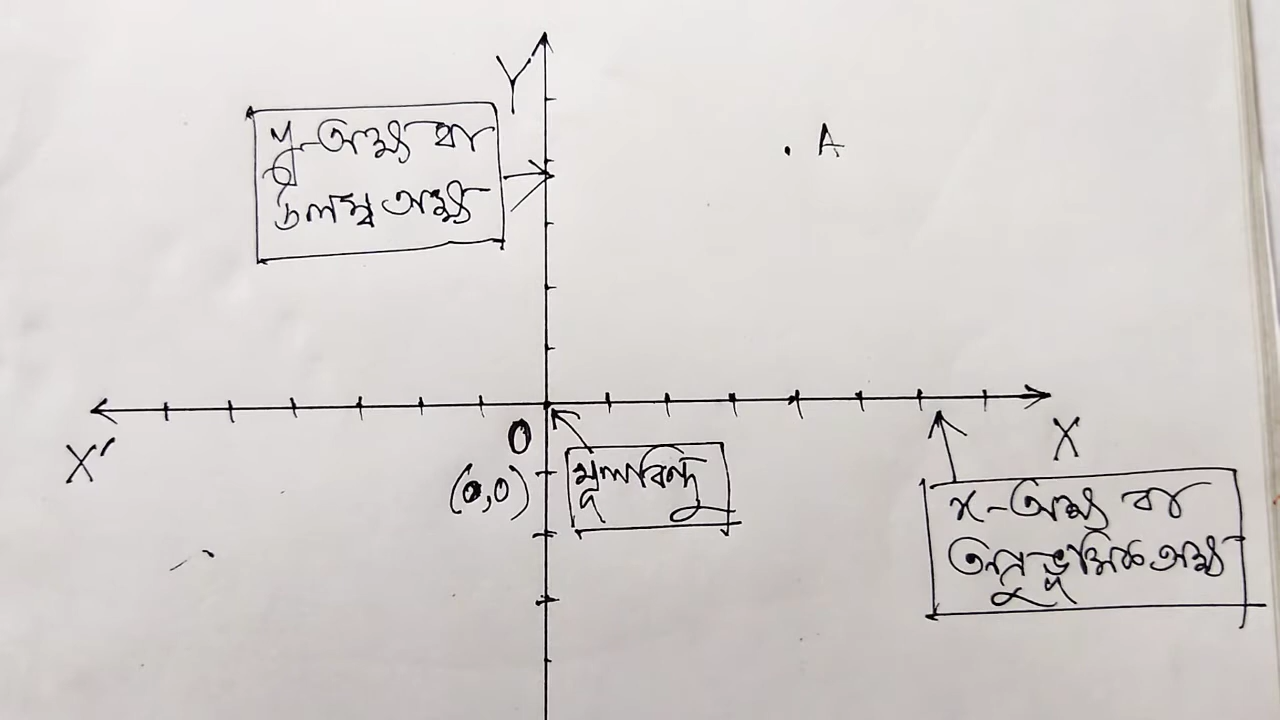 Y
y-অক্ষ বা
উলম্ব অক্ষ
A
X'
O
X
(0,0)
মূলবিন্দু
x-অক্ষ বা
অনুভূমিক অক্ষ